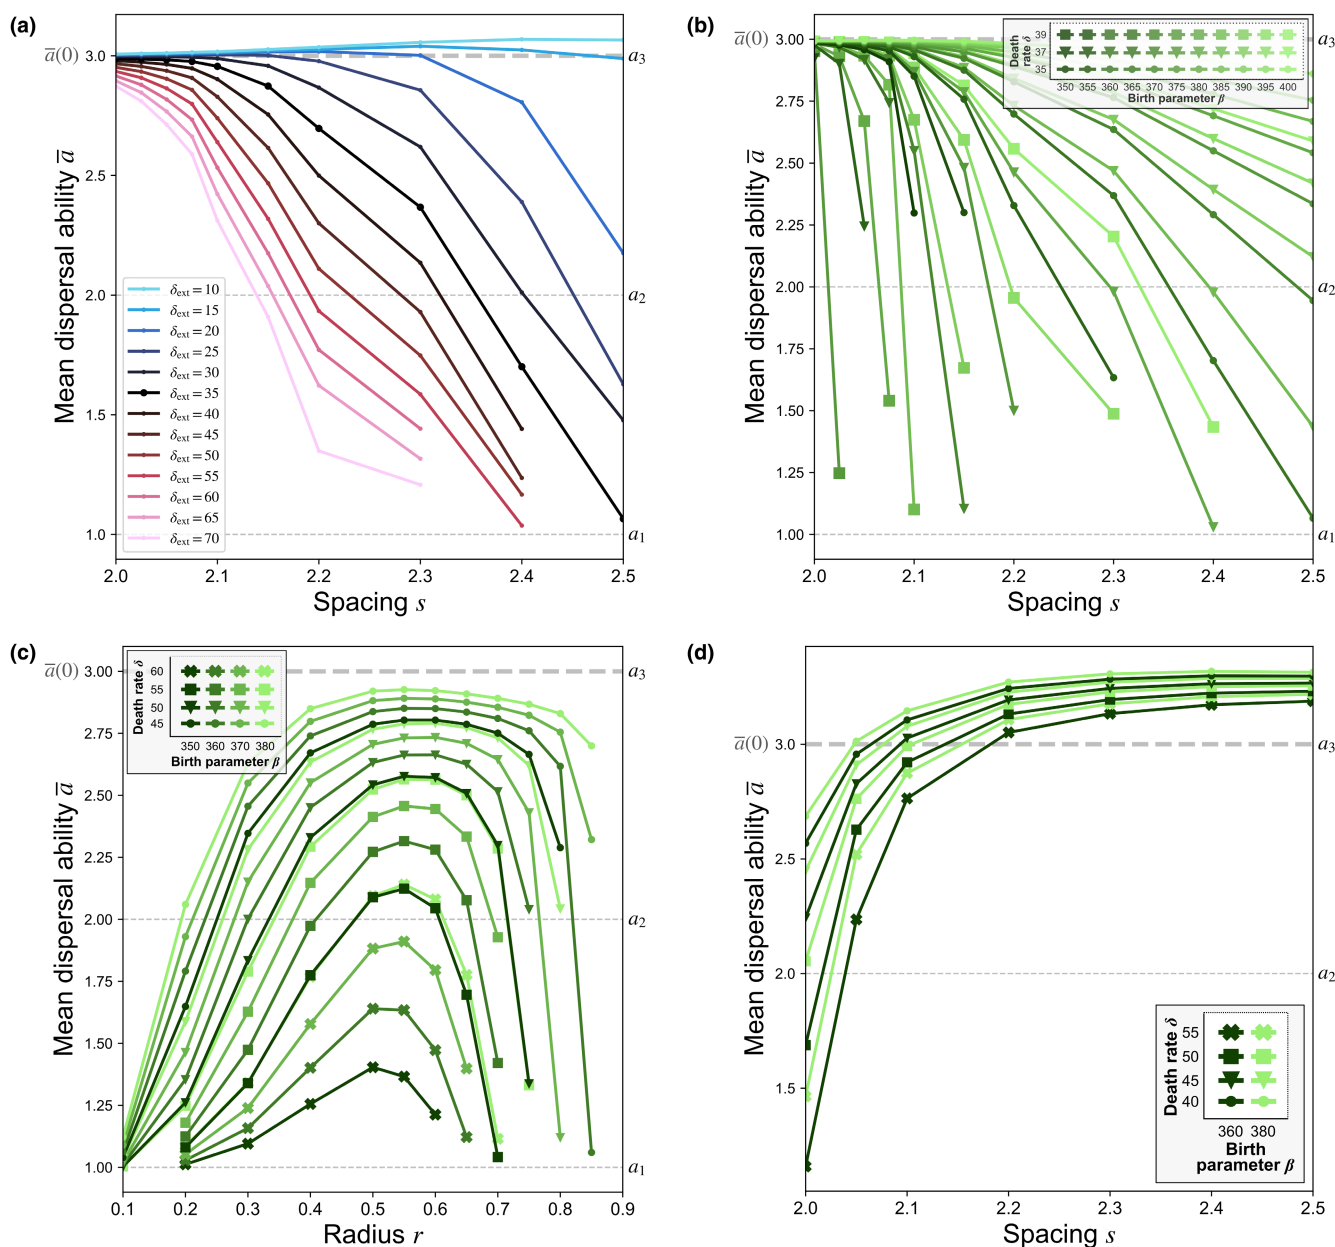 (a)
a̅(0)
3.0
2.5
2.0
1.5
1.0
Mean dispersal ability a̅
a₃
a₂
a₁
δext = 10
δext = 15
δext = 20
δext = 25
δext = 30
δext = 35
δext = 40
δext = 45
δext = 50
δext = 55
δext = 60
δext = 65
δext = 70
2.0 2.1 2.2 2.3 2.4 2.5
Spacing s
(b)
a̅(0)
3.00
2.75
2.50
2.25
2.00
1.75
1.50
1.25
1.00
Mean dispersal ability a̅
a₃
a₂
a₁
Death
rate δ
39
37
35
350 355 360 365 370 375 380 385 390 395 400
Birth parameter β
2.0 2.1 2.2 2.3 2.4 2.5
Spacing s
(c)
a̅(0)
3.00
2.75
2.50
2.25
2.00
1.75
1.50
1.25
1.00
Mean dispersal ability a̅
a₃
a₂
a₁
Death rate δ
60
55
50
45
350 360 370 380
Birth parameter β
0.1 0.2 0.3 0.4 0.5 0.6 0.7 0.8 0.9
Radius r
(d)
a̅(0)
3.0
2.5
2.0
1.5
Mean dispersal ability a̅
a₃
a₂
Death rate δ
55
50
45
40
360 380
Birth
parameter β
2.0 2.1 2.2 2.3 2.4 2.5
Spacing s